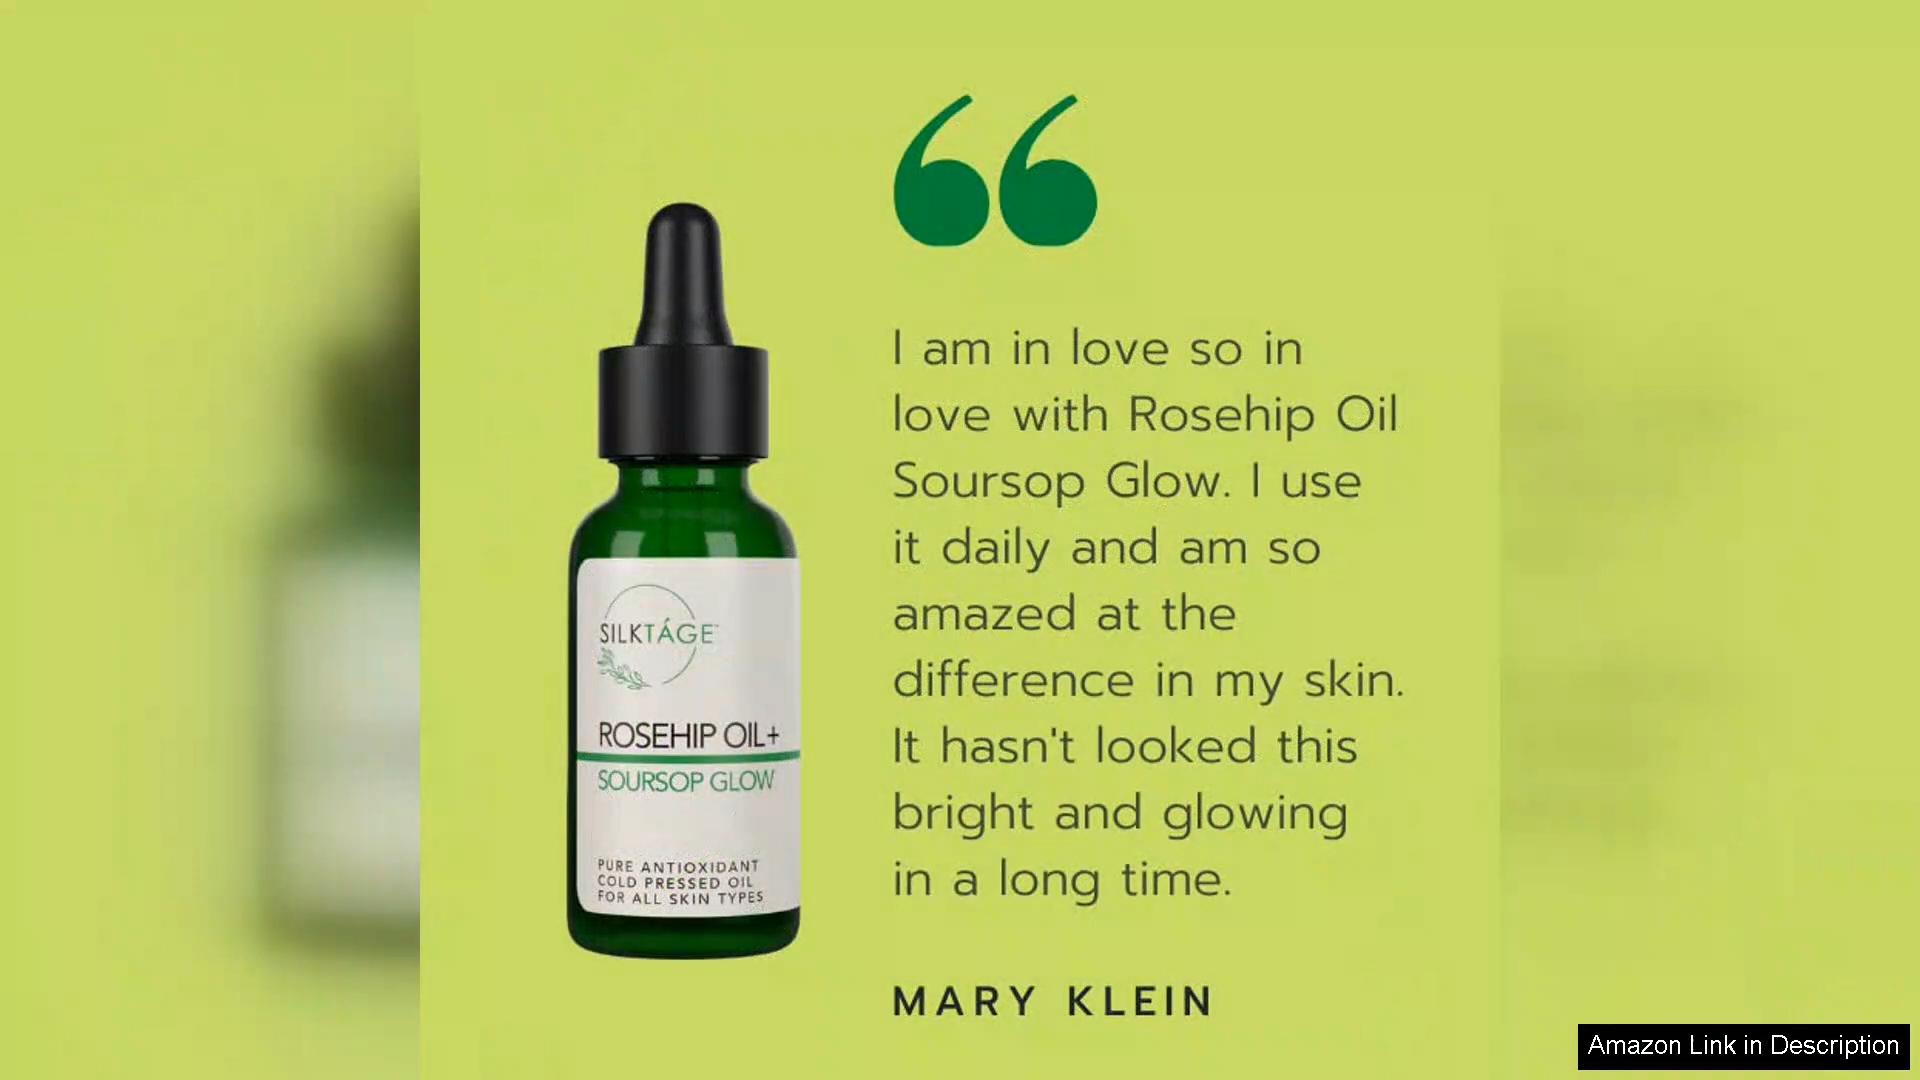 SILKTÁGE™
ROSEHIP OIL+
SOURSOP GLOW
PURE ANTIOXIDANT
COLD PRESSED OIL
FOR ALL SKIN TYPES
“
I am in love so in
love with Rosehip Oil
Soursop Glow. I use
it daily and am so
amazed at the
difference in my skin.
It hasn't looked this
bright and glowing
in a long time.
MARY KLEIN
Amazon Link in Description